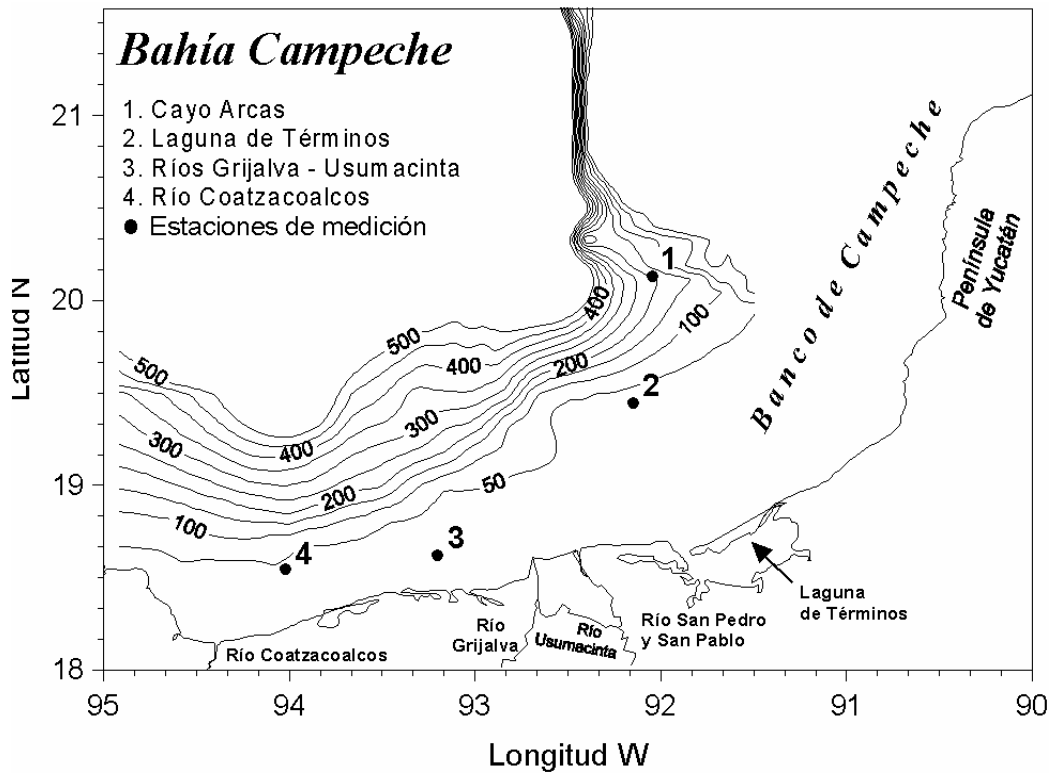 Bahía Campeche
1. Cayo Arcas
2. Laguna de Términos
3. Ríos Grijalva - Usumacinta
4. Río Coatzacoalcos
● Estaciones de medición
Latitud N
21
20
19
18
500
400
300
200
100
500
400
300
200
50
400
200
100
1
2
3
4
Banco de Campeche
Península
de Yucatán
Laguna
de Términos
Río San Pedro
y San Pablo
Río
Usumacinta
Río
Grijalva
Río Coatzacoalcos
95
94
93
92
91
90
Longitud W